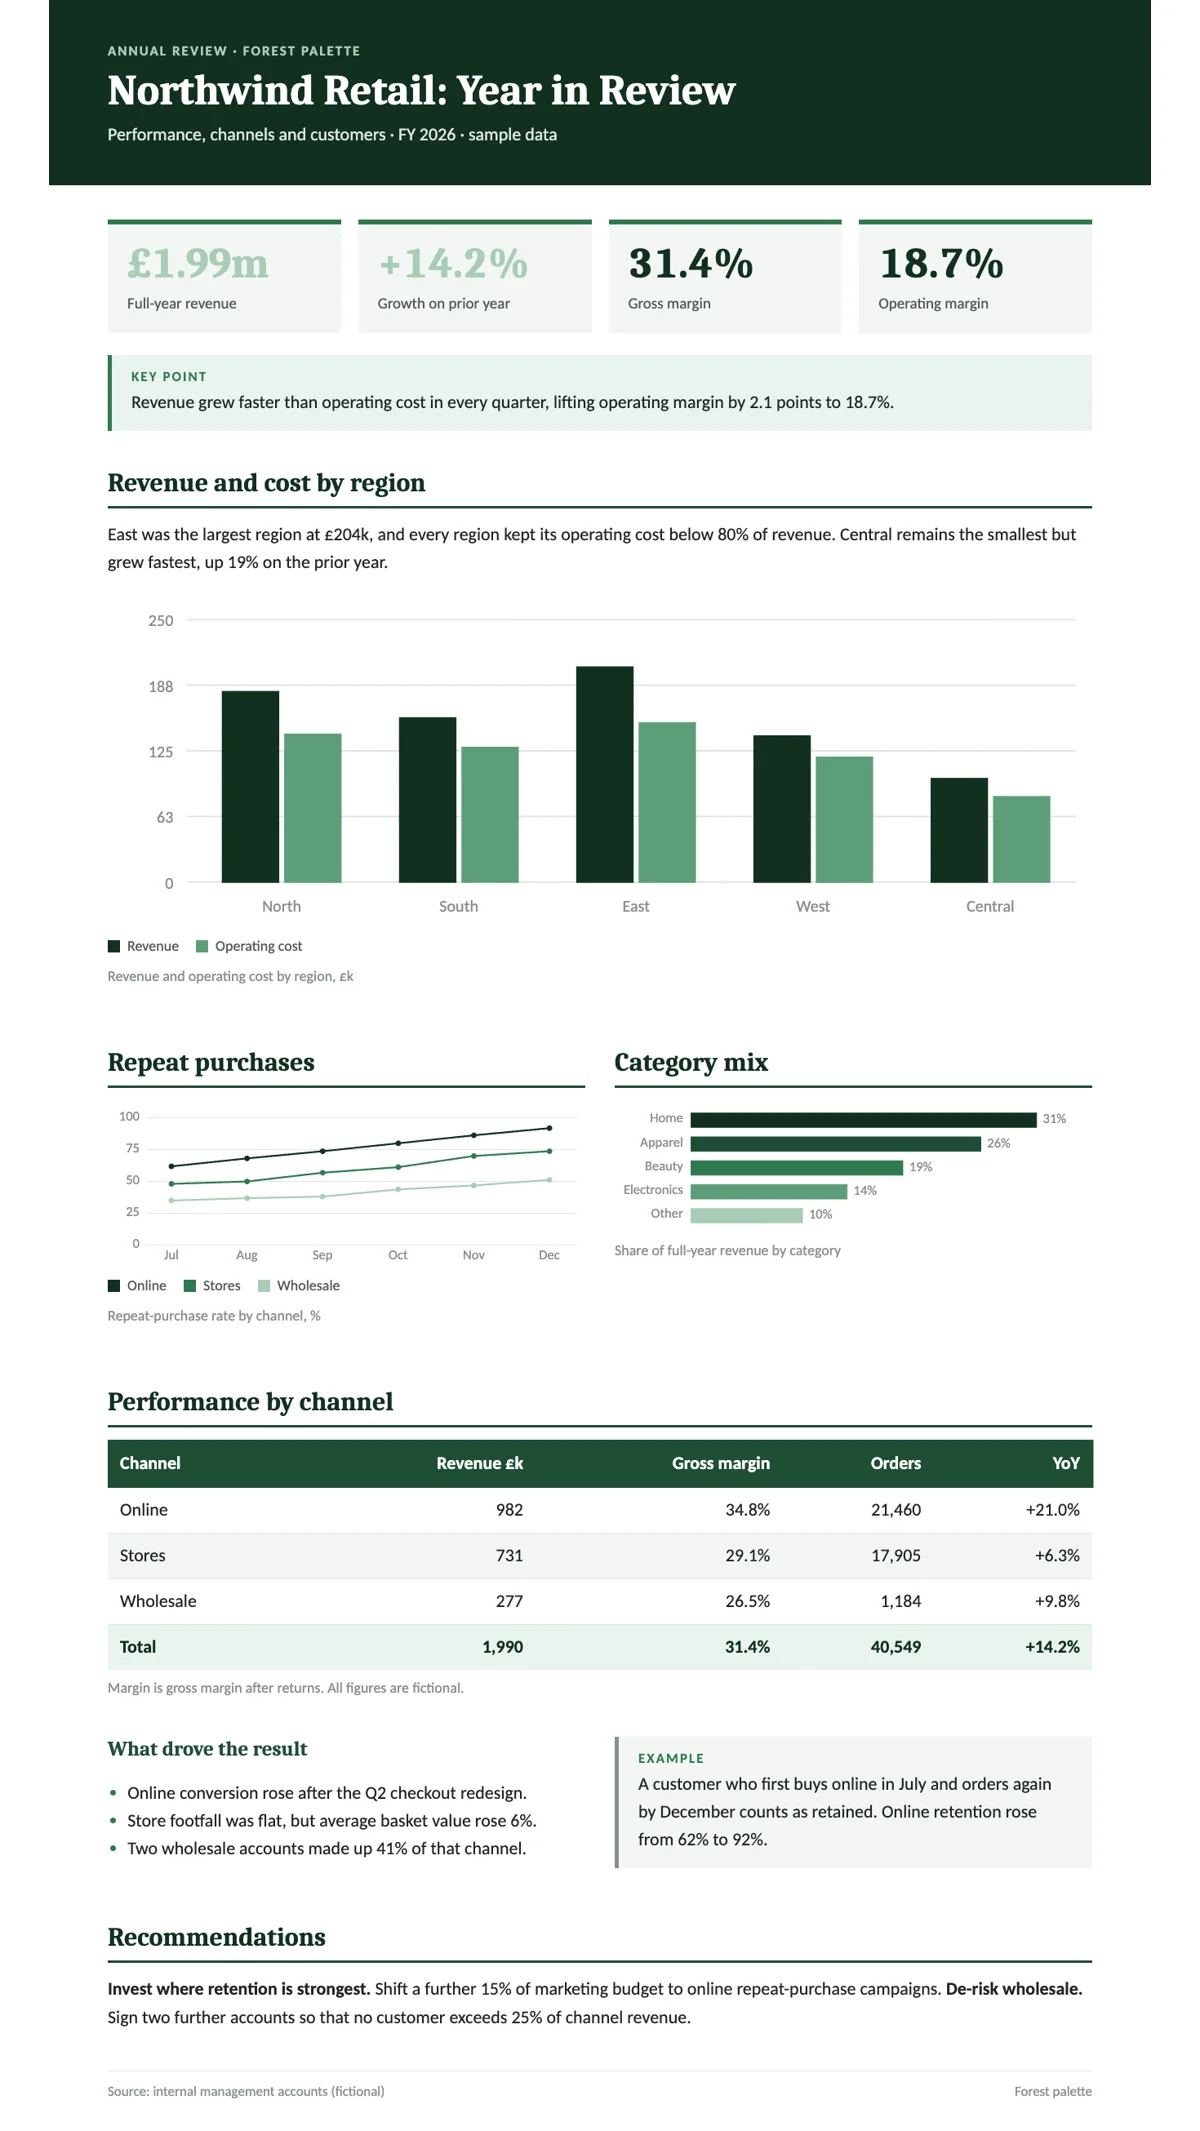 ANNUAL REVIEW · FOREST PALETTE
Northwind Retail: Year in Review
Performance, channels and customers · FY 2026 · sample data
£1.99m
Full-year revenue
+14.2%
Growth on prior year
31.4%
Gross margin
18.7%
Operating margin
KEY POINT
Revenue grew faster than operating cost in every quarter, lifting operating margin by 2.1 points to 18.7%.
Revenue and cost by region
East was the largest region at £204k, and every region kept its operating cost below 80% of revenue. Central remains the smallest but
grew fastest, up 19% on the prior year.
250
188
125
63
0
North South East West Central
Revenue Operating cost
Revenue and operating cost by region, £k
Repeat purchases
100
75
50
25
0
Jul Aug Sep Oct Nov Dec
Online Stores Wholesale
Repeat-purchase rate by channel, %
Category mix
Home 31%
Apparel 26%
Beauty 19%
Electronics 14%
Other 10%
Share of full-year revenue by category
Performance by channel
Channel Revenue £k Gross margin Orders YoY
Online 982 34.8% 21,460 +21.0%
Stores 731 29.1% 17,905 +6.3%
Wholesale 277 26.5% 1,184 +9.8%
Total 1,990 31.4% 40,549 +14.2%
Margin is gross margin after returns. All figures are fictional.
What drove the result
• Online conversion rose after the Q2 checkout redesign.
• Store footfall was flat, but average basket value rose 6%.
• Two wholesale accounts made up 41% of that channel.
EXAMPLE
A customer who first buys online in July and orders again
by December counts as retained. Online retention rose
from 62% to 92%.
Recommendations
Invest where retention is strongest. Shift a further 15% of marketing budget to online repeat-purchase campaigns. De-risk wholesale.
Sign two further accounts so that no customer exceeds 25% of channel revenue.
Source: internal management accounts (fictional)
Forest palette